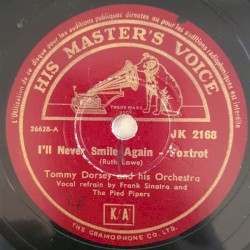 Ce disque pour les auditions publiques directes ou pour les auditions radiophoniques
L'Utilisation de
est interdite
HIS MASTER'S VOICE
26628-A
JK 2168
I'll Never Smile Again - Foxtrot
(Ruth Lowe)
Tommy Dorsey and his Orchestra
Vocal refrain by Frank Sinatra and
The Pied Pipers
K/A
THE GRAMOPHONE CO. LTD.